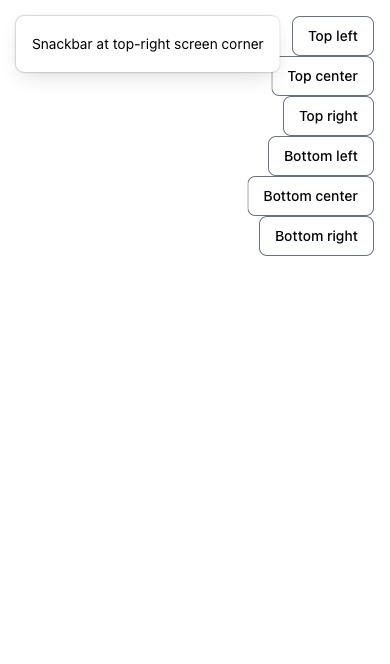 Snackbar at top-right screen corner
Top left
Top center
Top right
Bottom left
Bottom center
Bottom right